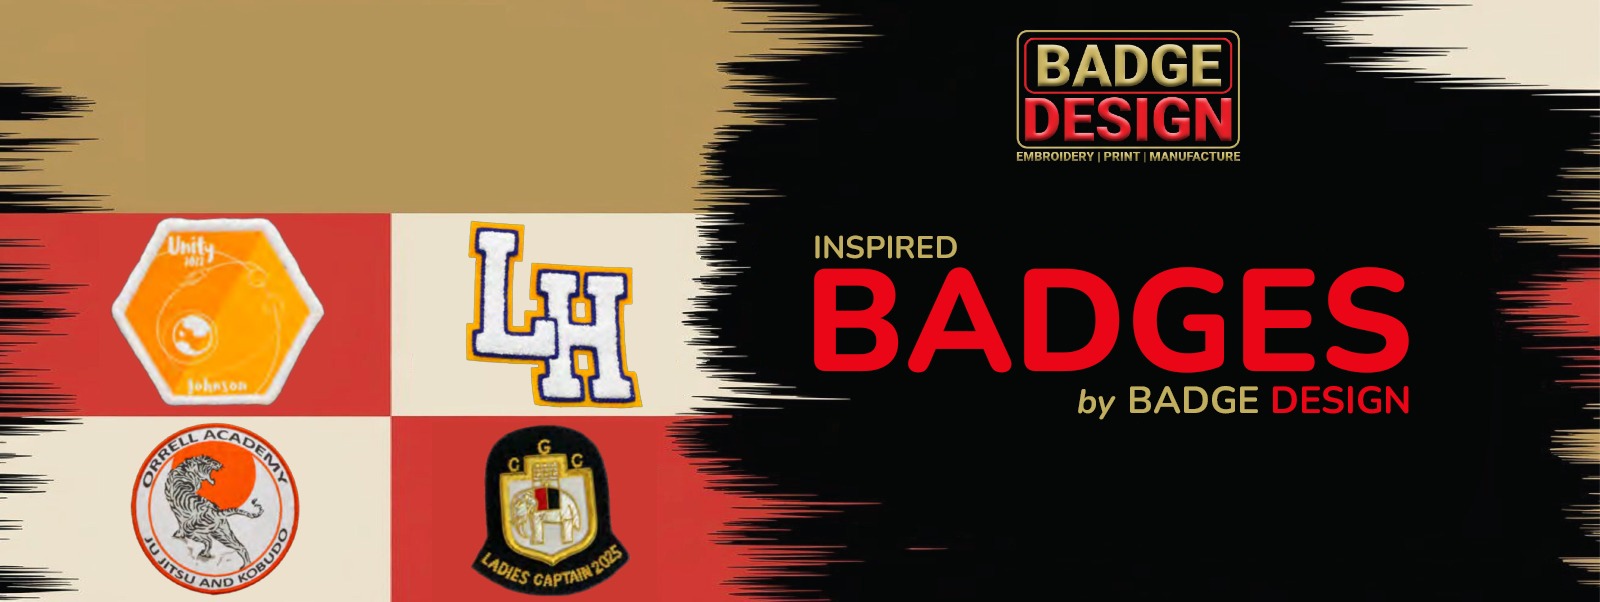 BADGE
DESIGN
EMBROIDERY | PRINT | MANUFACTURE
INSPIRED
BADGES
by BADGE DESIGN
Unity
2022
Johnson
LH
ORRELL ACADEMY
JU JITSU AND KOBUDO
C G C
LADIES CAPTAIN 2025